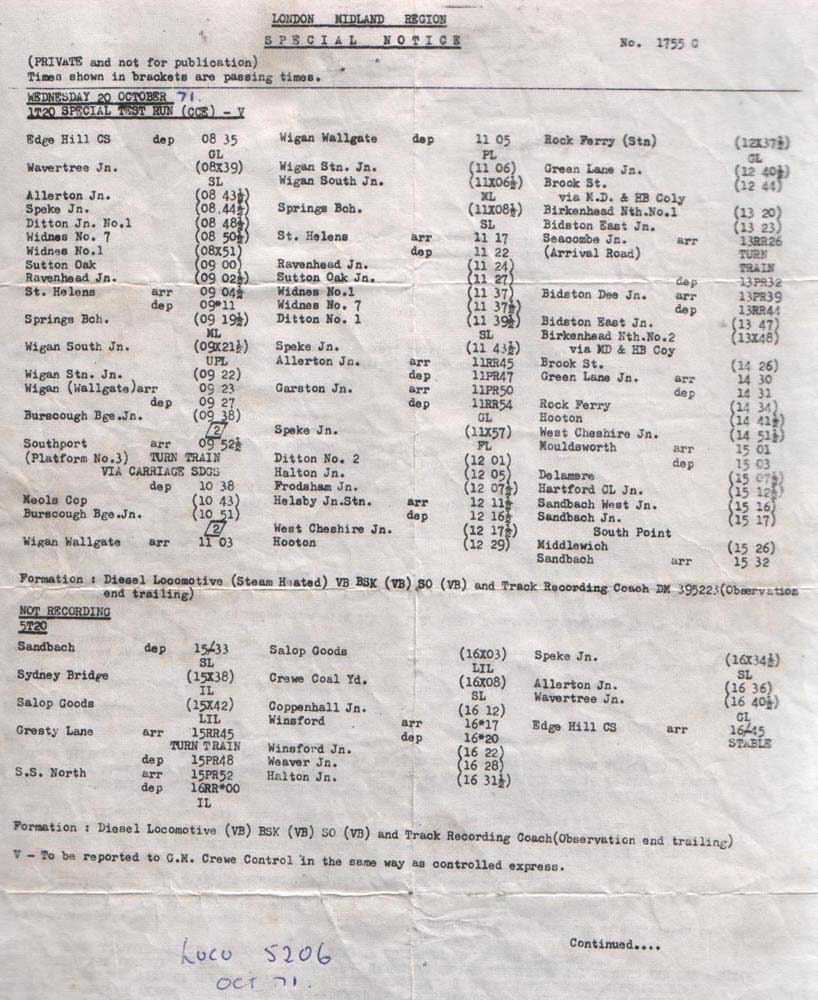 LONDON MIDLAND REGION
SPECIAL NOTICE
No. 1755 G
(PRIVATE and not for publication)
Times shown in brackets are passing times.
WEDNESDAY 20 OCTOBER 71.
1T20 SPECIAL TEST RUN (CCE) - V
Edge Hill CS dep 08 35
GL
Wavertree Jn. (08X39)
SL
Allerton Jn. (08 43½)
Speke Jn. (08.44½)
Ditton Jn. No.1 (08 48½)
Widnes No. 7 (08 50½)
Widnes No.1 (08X51)
Sutton Oak (09 00)
Ravenhead Jn. (09 02½)
St. Helens arr 09 04½
dep 09*11
Springs Bch. (09 19½)
ML
Wigan South Jn. (09X21½)
UPL
Wigan Stn. Jn. (09 22)
Wigan (Wallgate)arr 09 23
dep 09 27
Burscough Bge.Jn. (09 38)
2
Southport arr 09 52½
(Platform No.3) TURN TRAIN
VIA CARRIAGE SDGS
dep 10 38
Meols Cop (10 43)
Burscough Bge.Jn. (10 51)
2
Wigan Wallgate arr 11 03
Wigan Wallgate dep 11 05
PL
Wigan Stn. Jn. (11 06)
Wigan South Jn. (11X06½)
ML
Springs Bch. (11X08½)
SL
St. Helens arr 11 17
dep 11 22
Ravenhead Jn. (11 24)
Sutton Oak Jn. (11 27)
Widnes No.1 (11 37)
Widnes No. 7 (11 37½)
Ditton No. 1 (11 39½)
SL
Speke Jn. (11 43½)
Allerton Jn. arr 11RR45
dep 11PR47
Garston Jn. arr 11PR50
dep 11RR54
GL
Speke Jn. (11X57)
FL
Ditton No. 2 (12 01)
Halton Jn. (12 05)
Frodsham Jn. (12 07½)
Helsby Jn.Stn. arr 12 11½
dep 12 16½
West Cheshire Jn. (12 17½)
Hooton (12 29)
Rock Ferry (Stn) (12X37½)
GL
Green Lane Jn. (12 40½)
Brook St. (12 44)
via M.D. & HB Coly
Birkenhead Nth.No.1 (13 20)
Bidston East Jn. (13 23)
Seacombe Jn. arr 13RR26
(Arrival Road) TURN
TRAIN
dep 13PR32
Bidston Dee Jn. arr 13PR39
dep 13RR44
Bidston East Jn. (13 47)
Birkenhead Nth.No.2 (13X48)
via MD & HB Coy
Brook St. (14 26)
Green Lane Jn. arr 14 30
dep 14 31
Rock Ferry (14 34)
Hooton (14 41½)
West Cheshire Jn. (14 51½)
Mouldsworth arr 15 01
dep 15 03
Delamere (15 07½)
Hartford CL Jn. (15 12½)
Sandbach West Jn. (15 16)
Sandbach Jn. (15 17)
South Point
Middlewich (15 26)
Sandbach arr 15 32
Formation : Diesel Locomotive (Steam Heated) VB BSK (VB) SO (VB) and Track Recording Coach DM 395223(Observation
end trailing)
NOT RECORDING
5T20
Sandbach dep 15/33
SL
Sydney Bridge (15X38)
IL
Salop Goods (15X42)
LIL
Gresty Lane arr 15RR45
TURN TRAIN
dep 15PR48
S.S. North arr 15PR52
dep 16RR*00
IL
Salop Goods (16X03)
LIL
Crewe Coal Yd. (16X08)
SL
Coppenhall Jn. (16 12)
Winsford arr 16*17
dep 16*20
Winsford Jn. (16 22)
Weaver Jn. (16 28)
Halton Jn. (16 31½)
Speke Jn. (16X34½)
SL
Allerton Jn. (16 36)
Wavertree Jn. (16 40½)
GL
Edge Hill CS arr 16/45
STABLE
Formation : Diesel Locomotive (VB) BSK (VB) SO (VB) and Track Recording Coach(Observation end trailing)
V - To be reported to G.M. Crewe Control in the same way as controlled express.
Continued....
LOCO 5206
OCT 71.